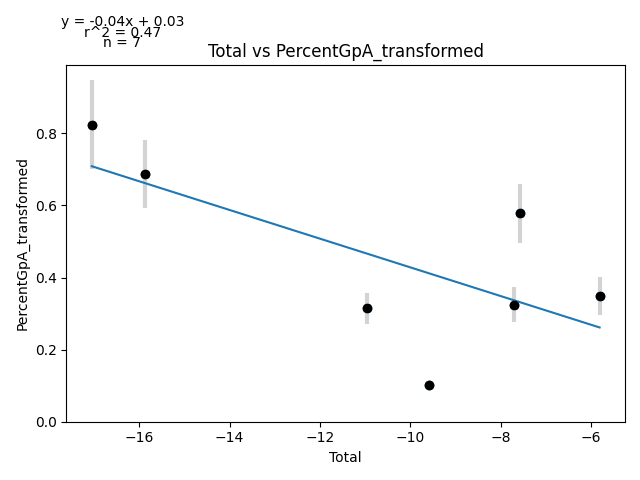 y = -0.04x + 0.03
r^2 = 0.47
n = 7
Total vs PercentGpA_transformed
PercentGpA_transformed
0.8
0.6
0.4
0.2
0.0
−16
−14
−12
−10
−8
−6
Total